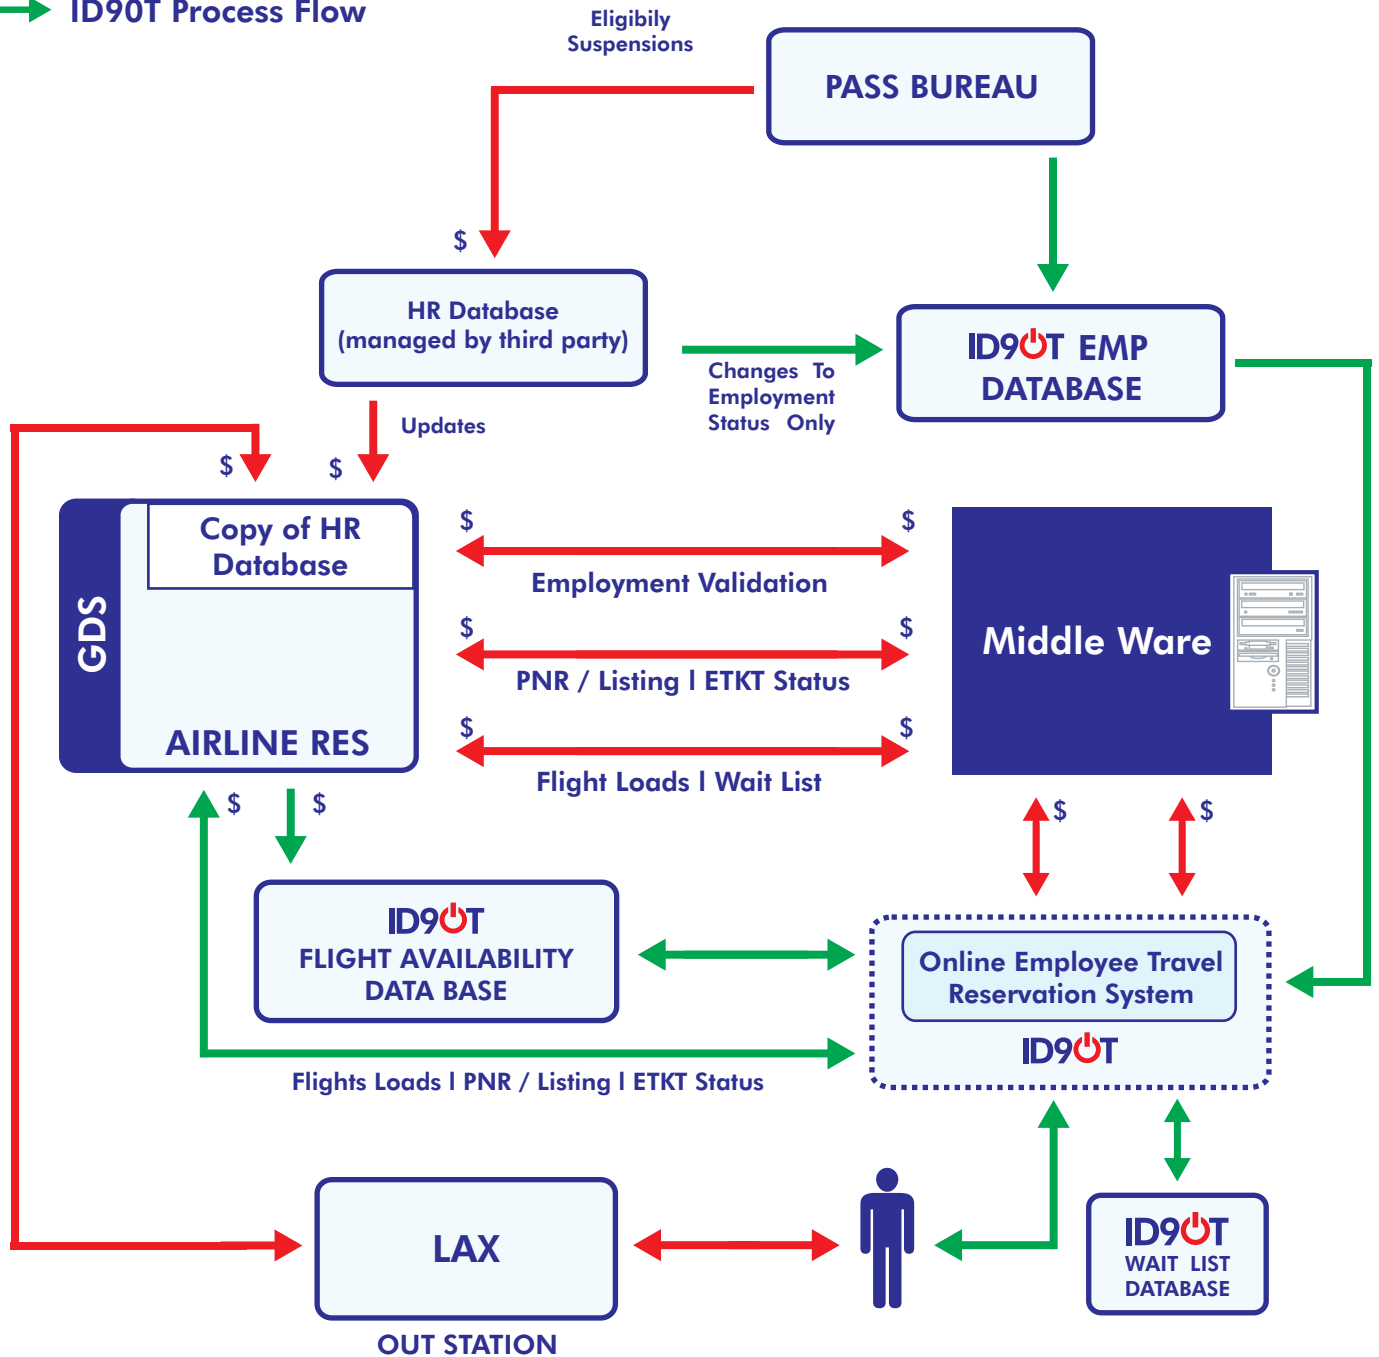 ID90T Process Flow
Eligibily
Suspensions
PASS BUREAU
$
HR Database
(managed by third party)
Changes To
Employment
Status Only
ID90T EMP
DATABASE
Updates
$
$
Copy of HR
Database
GDS
AIRLINE RES
$
$
Employment Validation
$
$
PNR / Listing l ETKT Status
$
$
Flight Loads l Wait List
Middle Ware
$
$
$
$
ID90T
FLIGHT AVAILABILITY
DATA BASE
Online Employee Travel
Reservation System
ID90T
Flights Loads l PNR / Listing l ETKT Status
LAX
OUT STATION
ID90T
WAIT LIST
DATABASE